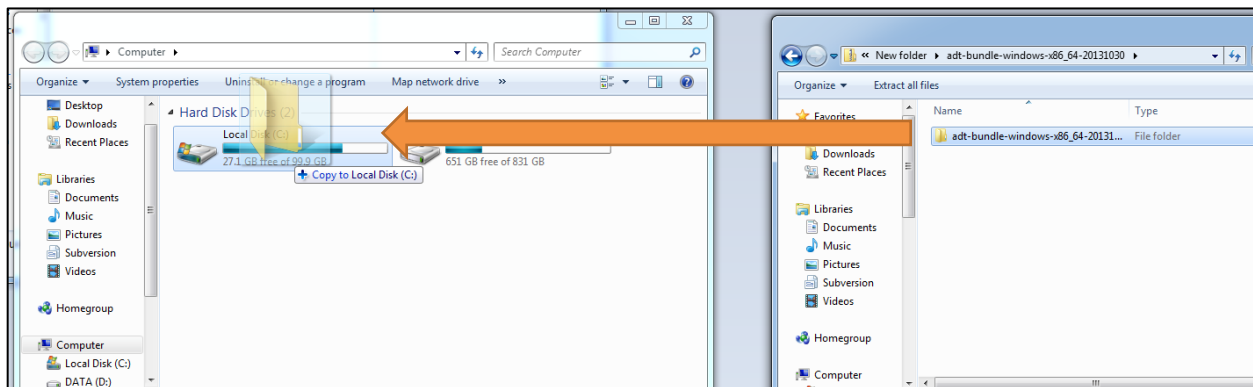 Computer
Search Computer
Organize
System properties
Uninstall or change a program
Map network drive
»
Desktop
Downloads
Recent Places
Libraries
Documents
Music
Pictures
Subversion
Videos
Homegroup
Computer
Local Disk (C:)
DATA (D:)
Hard Disk Drives (2)
Local Disk (C:)
27.1 GB free of 99.9 GB
651 GB free of 831 GB
Copy to Local Disk (C:)
« New folder
adt-bundle-windows-x86_64-20131030
Organize
Extract all files
Favorites
Downloads
Recent Places
Libraries
Documents
Music
Pictures
Subversion
Videos
Homegroup
Computer
Name
Type
adt-bundle-windows-x86_64-20131...
File folder